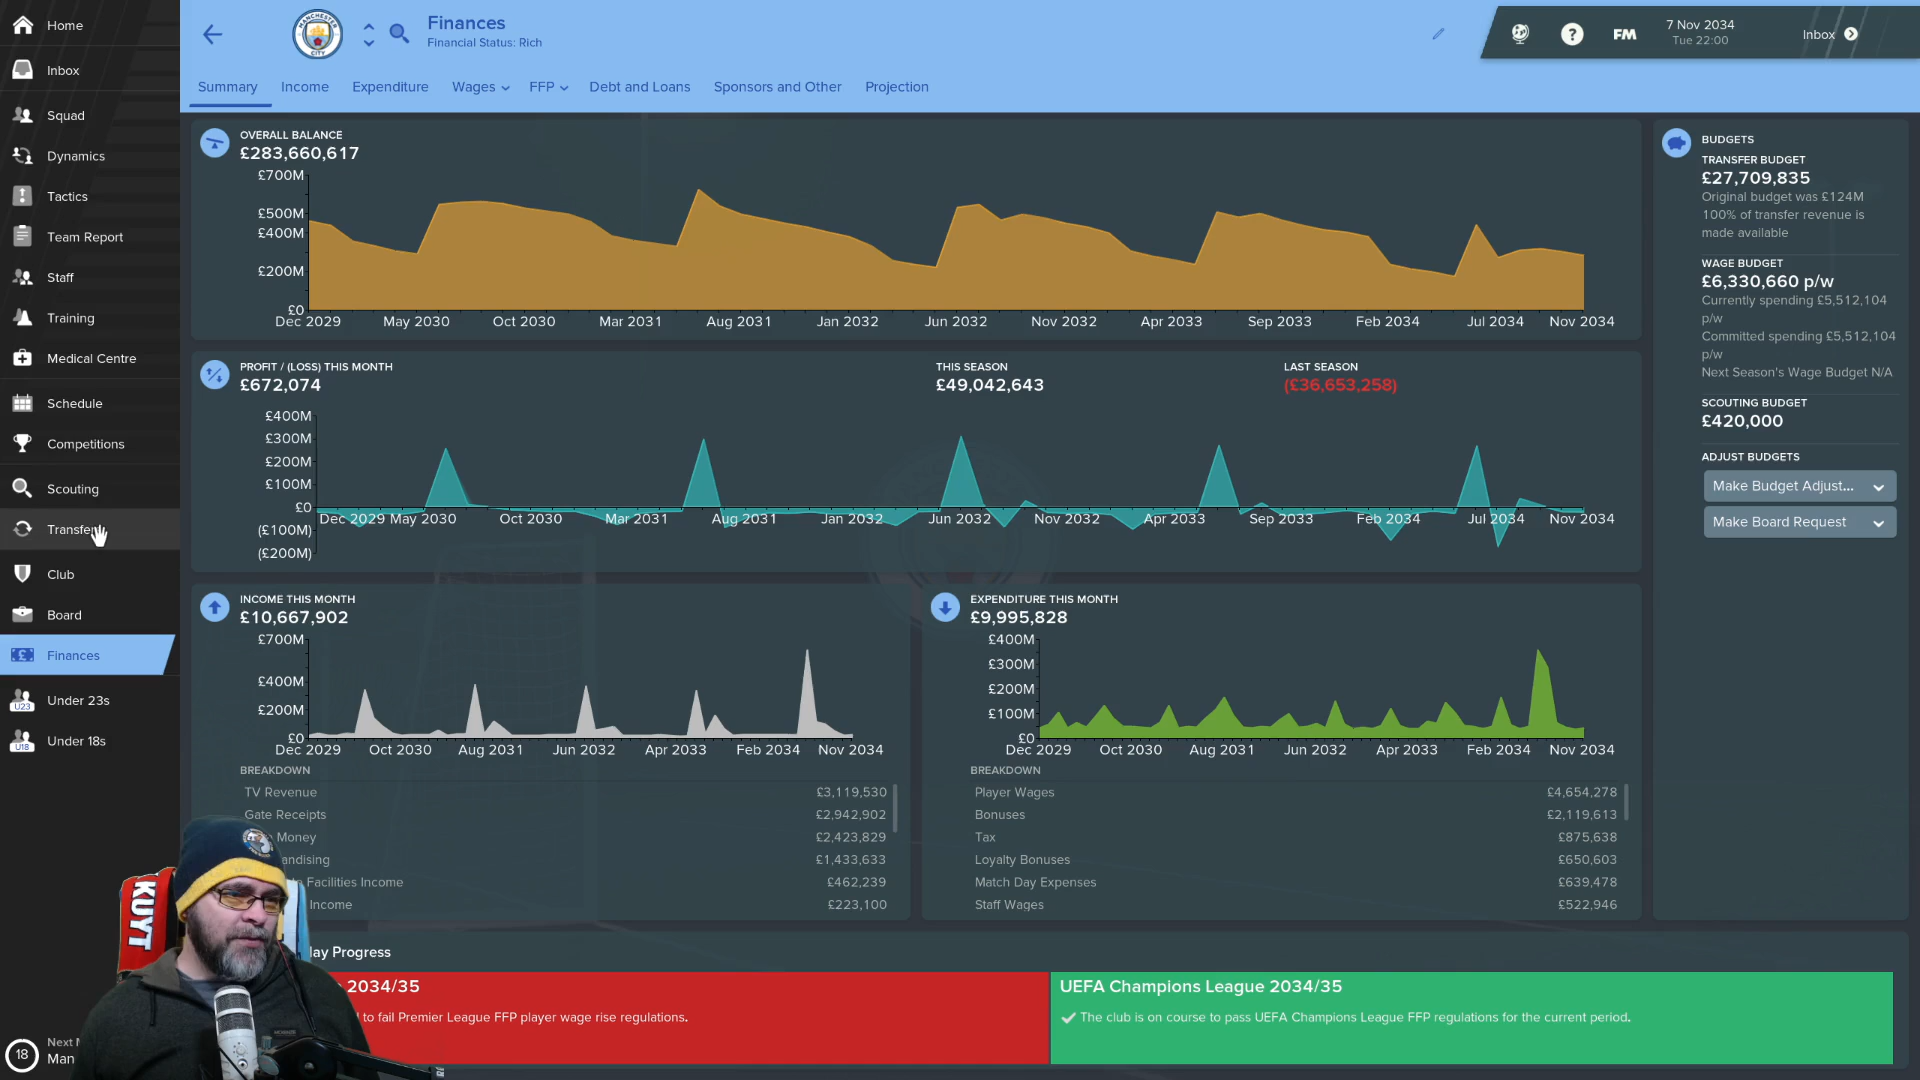 Home
Inbox
Squad
Dynamics
Tactics
Team Report
Staff
Training
Medical Centre
Schedule
Competitions
Scouting
Club
Board
Finances
Under 23s
U23
Under 18s
U18
18
MANCHESTER
CITY
Finances
Financial Status: Rich
FM
7 Nov 2034
Tue 22:00
Inbox
Summary
Income
Expenditure
Wages
FFP
Debt and Loans
Sponsors and Other
Projection
OVERALL BALANCE
£283,660,617
£700M
£500M
£400M
£200M
£0
Dec 2029 May 2030 Oct 2030 Mar 2031 Aug 2031 Jan 2032 Jun 2032 Nov 2032 Apr 2033 Sep 2033 Feb 2034 Jul 2034 Nov 2034
PROFIT / (LOSS) THIS MONTH
£672,074
THIS SEASON
£49,042,643
LAST SEASON
(£36,653,258)
£400M
£300M
£200M
£100M
£0
(£100M)
(£200M)
Dec 2029 May 2030 Oct 2030 Mar 2031 Aug 2031 Jan 2032 Jun 2032 Nov 2032 Apr 2033 Sep 2033 Feb 2034 Jul 2034 Nov 2034
INCOME THIS MONTH
£10,667,902
£700M
£400M
£200M
£0
Dec 2029 Oct 2030 Aug 2031 Jun 2032 Apr 2033 Feb 2034 Nov 2034
BREAKDOWN
TV Revenue £3,119,530
Gate Receipts £2,942,902
Money £2,423,829
£1,433,633
Facilities Income £462,239
Income £223,100
EXPENDITURE THIS MONTH
£9,995,828
£400M
£300M
£200M
£100M
£0
Dec 2029 Oct 2030 Aug 2031 Jun 2032 Apr 2033 Feb 2034 Nov 2034
BREAKDOWN
Player Wages £4,654,278
Bonuses £2,119,613
Tax £875,638
Loyalty Bonuses £650,603
Match Day Expenses £639,478
Staff Wages £522,946
BUDGETS
TRANSFER BUDGET
£27,709,835
Original budget was £124M
100% of transfer revenue is
made available
WAGE BUDGET
£6,330,660 p/w
Currently spending £5,512,104
p/w
Committed spending £5,512,104
p/w
Next Season's Wage Budget N/A
SCOUTING BUDGET
£420,000
ADJUST BUDGETS
Make Budget Adjust...
Make Board Request
Progress
2034/35
to fail Premier League FFP player wage rise regulations.
UEFA Champions League 2034/35
The club is on course to pass UEFA Champions League FFP regulations for the current period.
KUYT